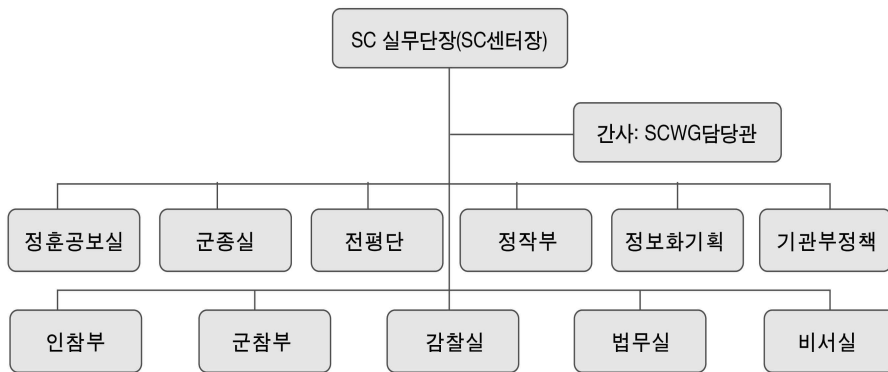 SC 실무단장(SC센터장)
간사: SCWG담당관
정훈공보실
군종실
전평단
정작부
정보화기획
기관부정책
인참부
군참부
감찰실
법무실
비서실